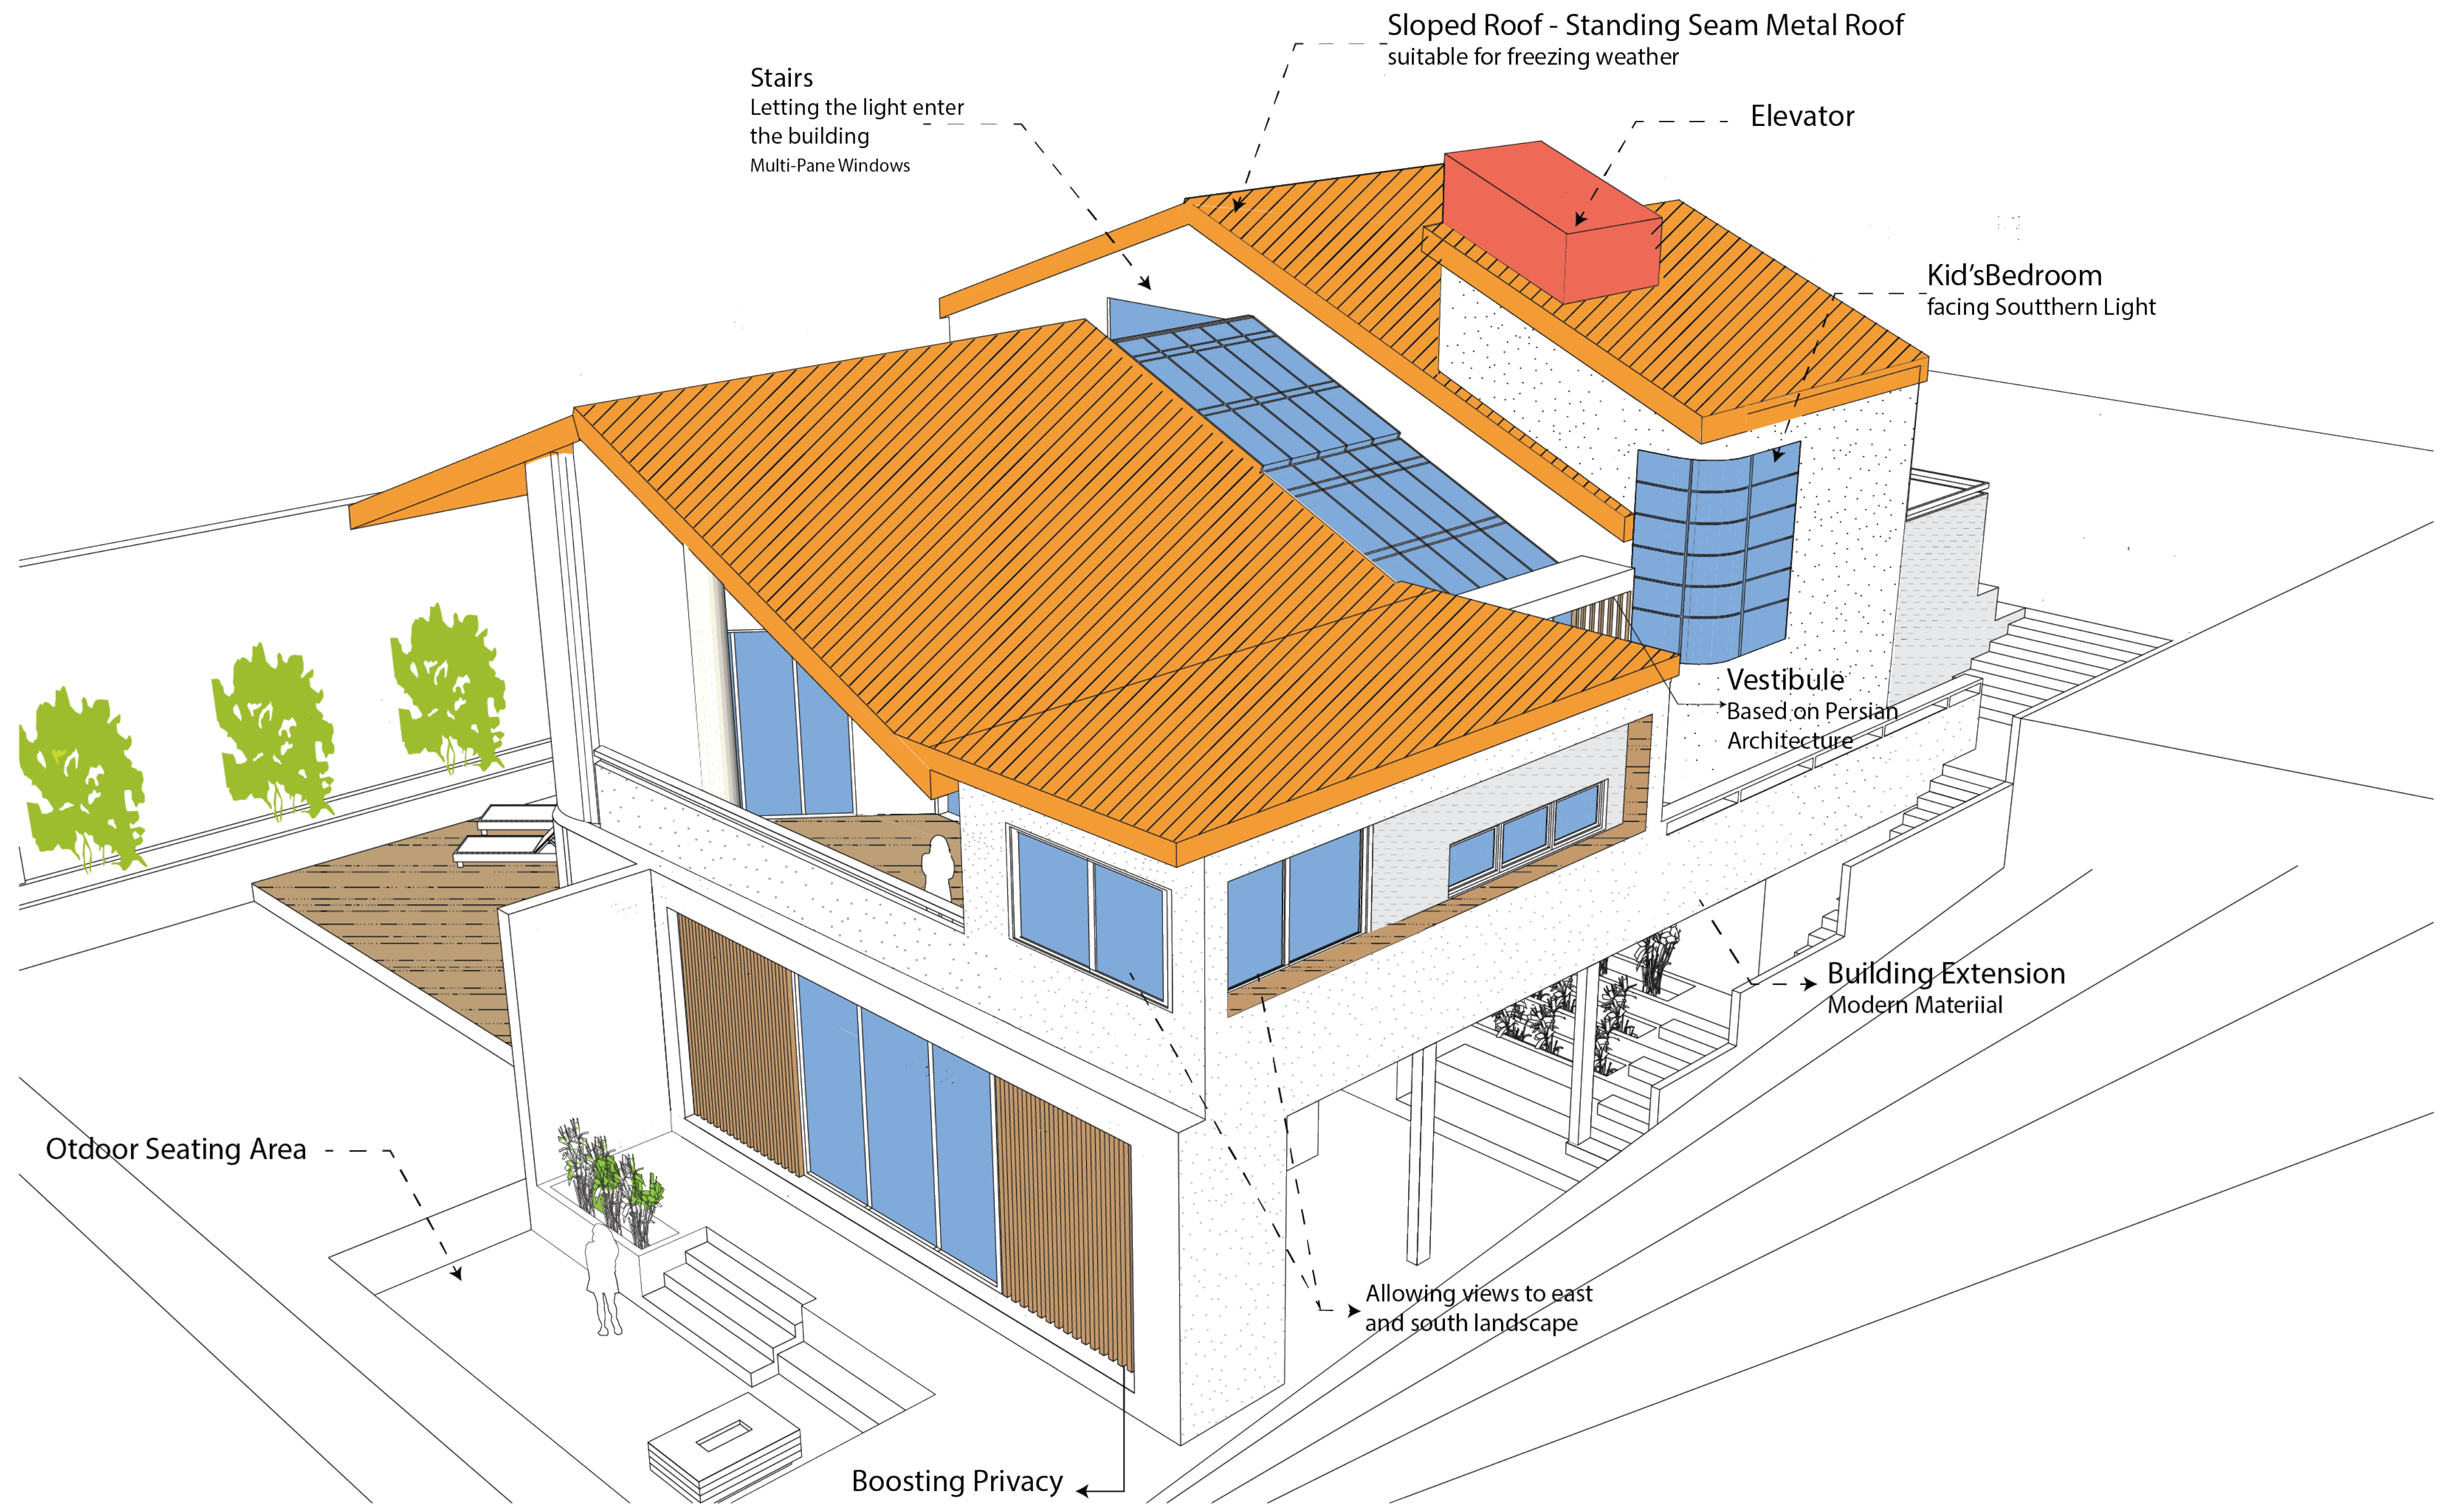 Sloped Roof - Standing Seam Metal Roof
suitable for freezing weather
Stairs
Letting the light enter
the building
Multi-Pane Windows
Elevator
Kid'sBedroom
facing Soutthern Light
Vestibule
Based on Persian
Architecture
Building Extension
Modern Materiial
Otdoor Seating Area
Allowing views to east
and south landscape
Boosting Privacy